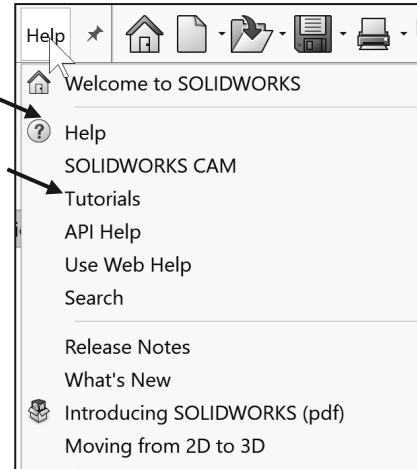 Help
Welcome to SOLIDWORKS
Help
SOLIDWORKS CAM
Tutorials
API Help
Use Web Help
Search
Release Notes
What's New
Introducing SOLIDWORKS (pdf)
Moving from 2D to 3D